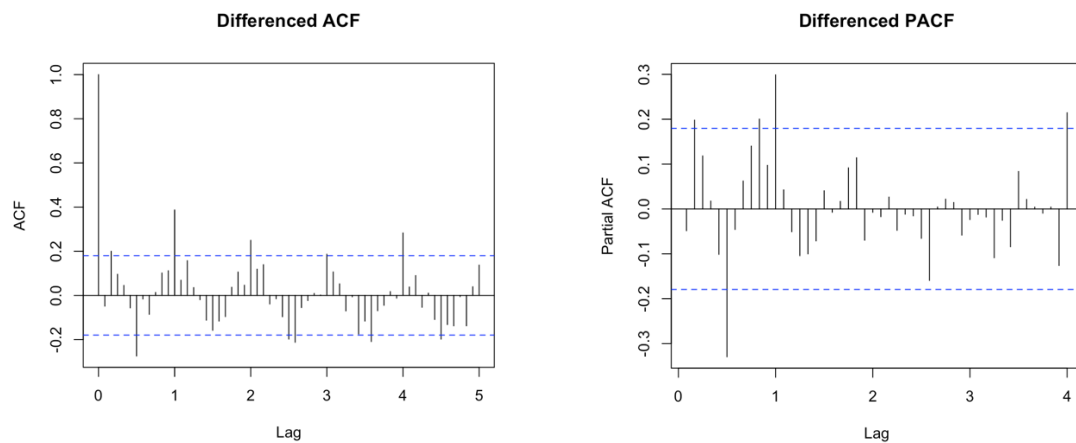 Differenced ACF
ACF
1.0
0.8
0.6
0.4
0.2
0.0
-0.2
0 1 2 3 4 5
Lag
Differenced PACF
Partial ACF
0.3
0.2
0.1
0.0
-0.1
-0.2
-0.3
0 1 2 3 4
Lag